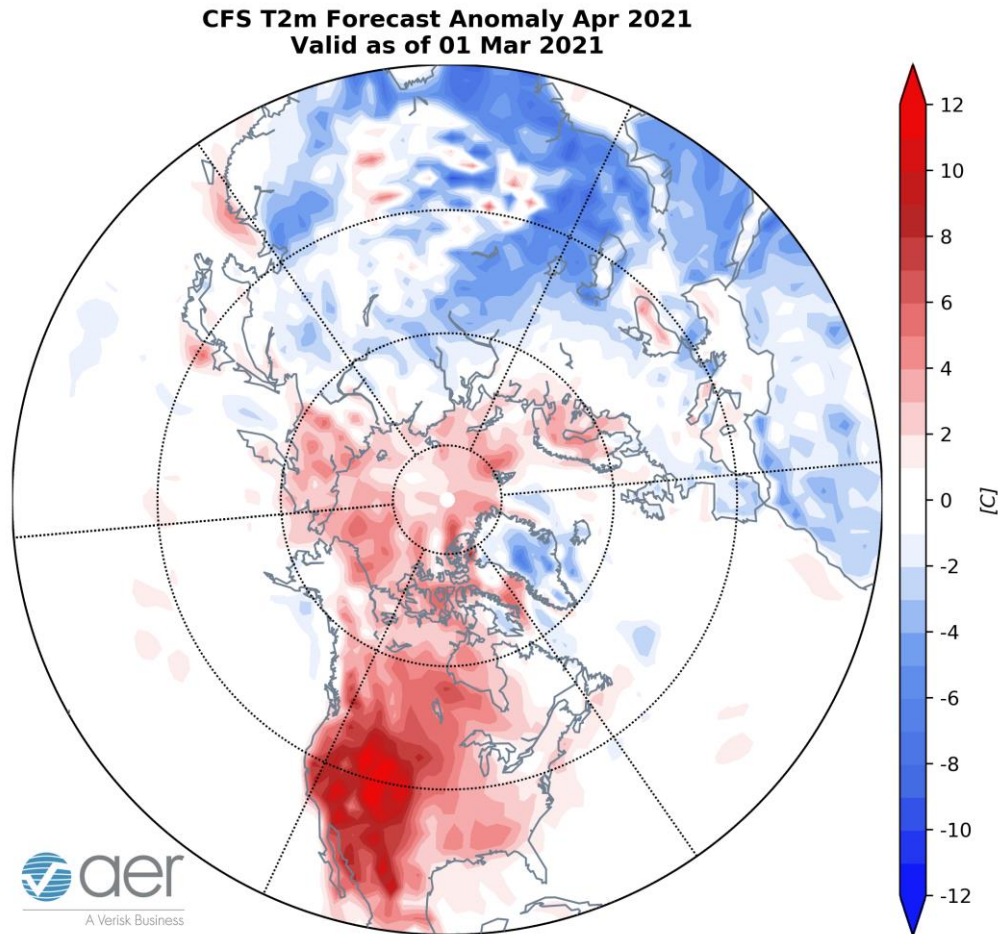 CFS T2m Forecast Anomaly Apr 2021
Valid as of 01 Mar 2021
12
10
8
6
4
2
0
-2
-4
-6
-8
-10
-12
[C]
aer
A Verisk Business